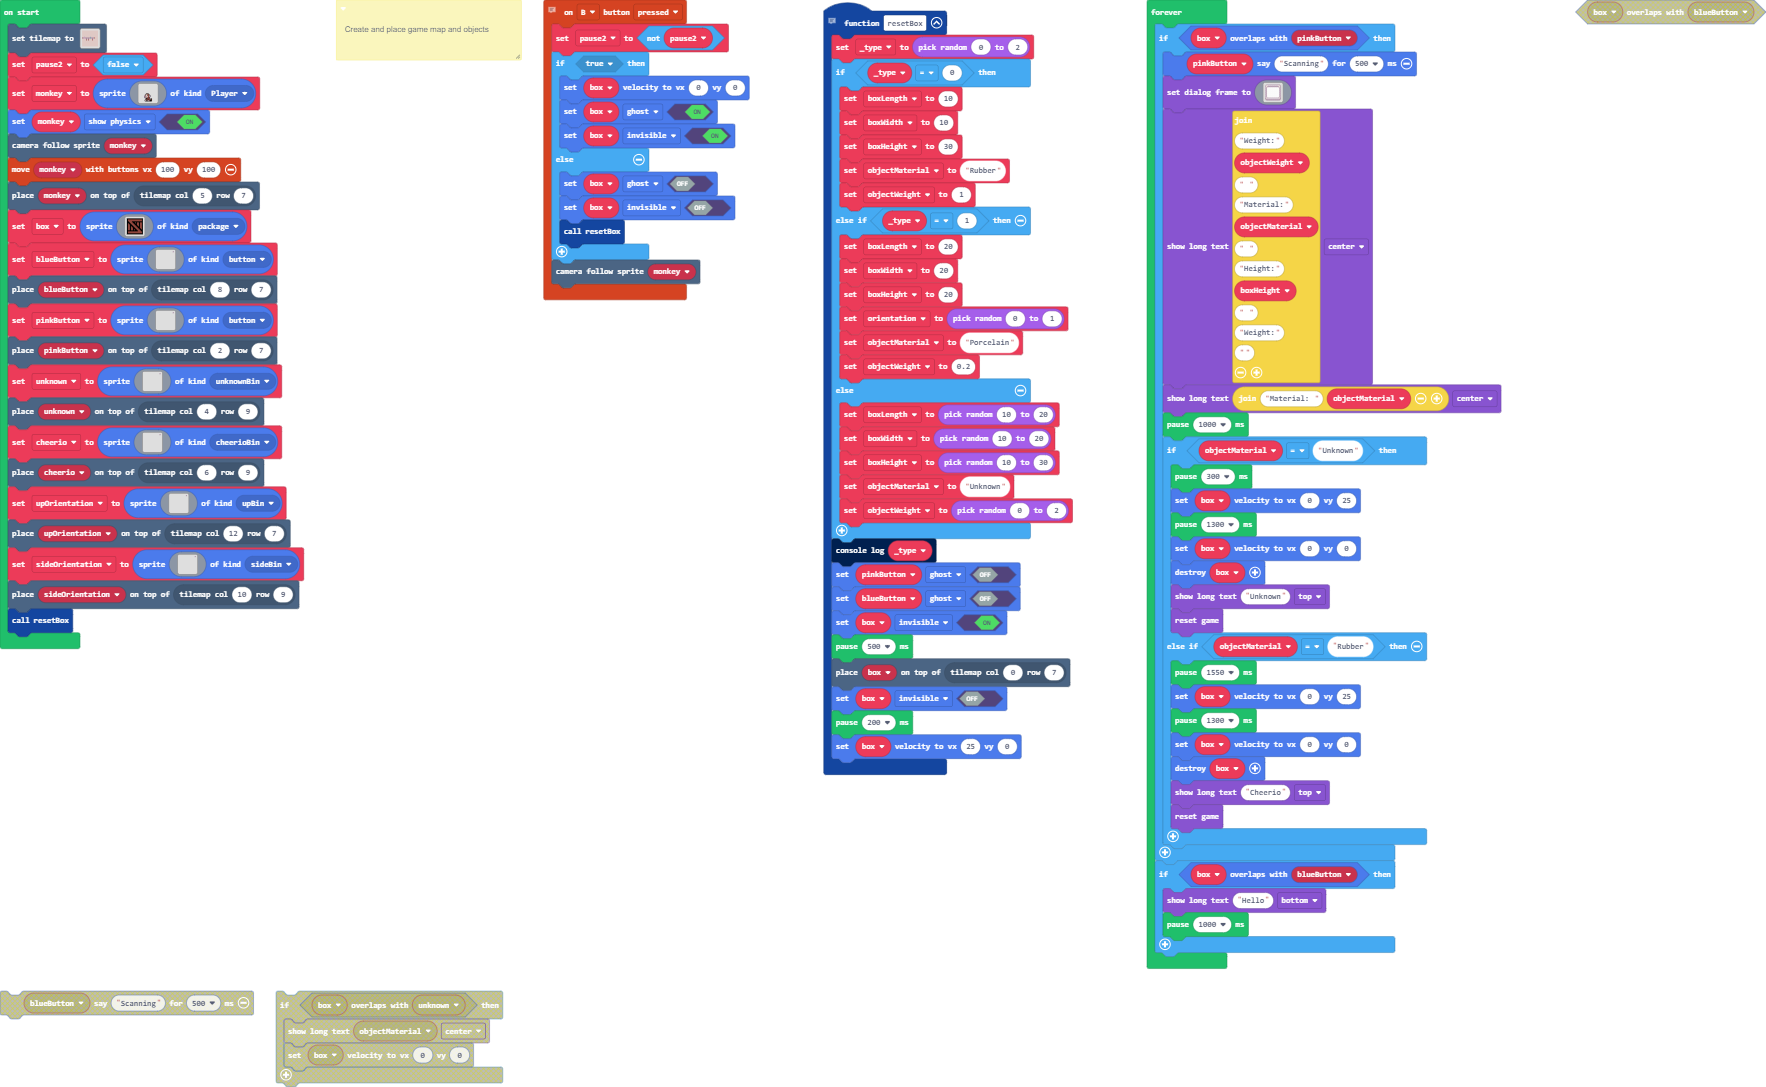 on start
set tilemap to
set pause2 to false
set monkey to sprite of kind Player
set monkey show physics ON
camera follow sprite monkey
move monkey with buttons vx 100 vy 100
place monkey on top of tilemap col 5 row 7
set box to sprite of kind package
set blueButton to sprite of kind button
place blueButton on top of tilemap col 8 row 7
set pinkButton to sprite of kind button
place pinkButton on top of tilemap col 2 row 7
set unknown to sprite of kind unknownBin
place unknown on top of tilemap col 4 row 9
set cheerio to sprite of kind cheerioBin
place cheerio on top of tilemap col 6 row 9
set upOrientation to sprite of kind upBin
place upOrientation on top of tilemap col 12 row 7
set sideOrientation to sprite of kind sideBin
place sideOrientation on top of tilemap col 10 row 9
call resetBox
Create and place game map and objects
on B button pressed
set pause2 to not pause2
if true then
set box velocity to vx 0 vy 0
set box ghost ON
set box invisible ON
else
set box ghost OFF
set box invisible OFF
call resetBox
camera follow sprite monkey
function resetBox
set _type to pick random 0 to 2
if _type = 0 then
set boxLength to 10
set boxWidth to 10
set boxHeight to 30
set objectMaterial to "Rubber"
set objectWeight to 1
else if _type = 1 then
set boxLength to 20
set boxWidth to 20
set boxHeight to 20
set orientation to pick random 0 to 1
set objectMaterial to "Porcelain"
set objectWeight to 0.2
else
set boxLength to pick random 10 to 20
set boxWidth to pick random 10 to 20
set boxHeight to pick random 10 to 30
set objectMaterial to "Unknown"
set objectWeight to pick random 0 to 2
console log _type
set pinkButton ghost OFF
set blueButton ghost OFF
set box invisible ON
pause 500 ms
place box on top of tilemap col 0 row 7
set box invisible OFF
pause 200 ms
set box velocity to vx 25 vy 0
forever
if box overlaps with pinkButton then
pinkButton say "Scanning" for 500 ms
set dialog frame to
join
"Weight:"
objectWeight
" "
"Material:"
objectMaterial
show long text " " center
"Height:"
boxHeight
" "
"Weight:"
""
show long text join "Material: " objectMaterial center
pause 1000 ms
if objectMaterial = "Unknown" then
pause 300 ms
set box velocity to vx 0 vy 25
pause 1300 ms
set box velocity to vx 0 vy 0
destroy box
show long text "Unknown" top
reset game
else if objectMaterial = "Rubber" then
pause 1550 ms
set box velocity to vx 0 vy 25
pause 1300 ms
set box velocity to vx 0 vy 0
destroy box
show long text "Cheerio" top
reset game
if box overlaps with blueButton then
show long text "Hello" bottom
pause 1000 ms
box overlaps with blueButton
blueButton say "Scanning" for 500 ms
if box overlaps with unknown then
show long text objectMaterial center
set box velocity to vx 0 vy 0